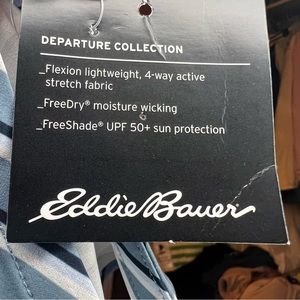 DEPARTURE COLLECTION
_Flexion lightweight, 4-way active
stretch fabric
_FreeDry® moisture wicking
_FreeShade® UPF 50+ sun protection
Eddie Bauer